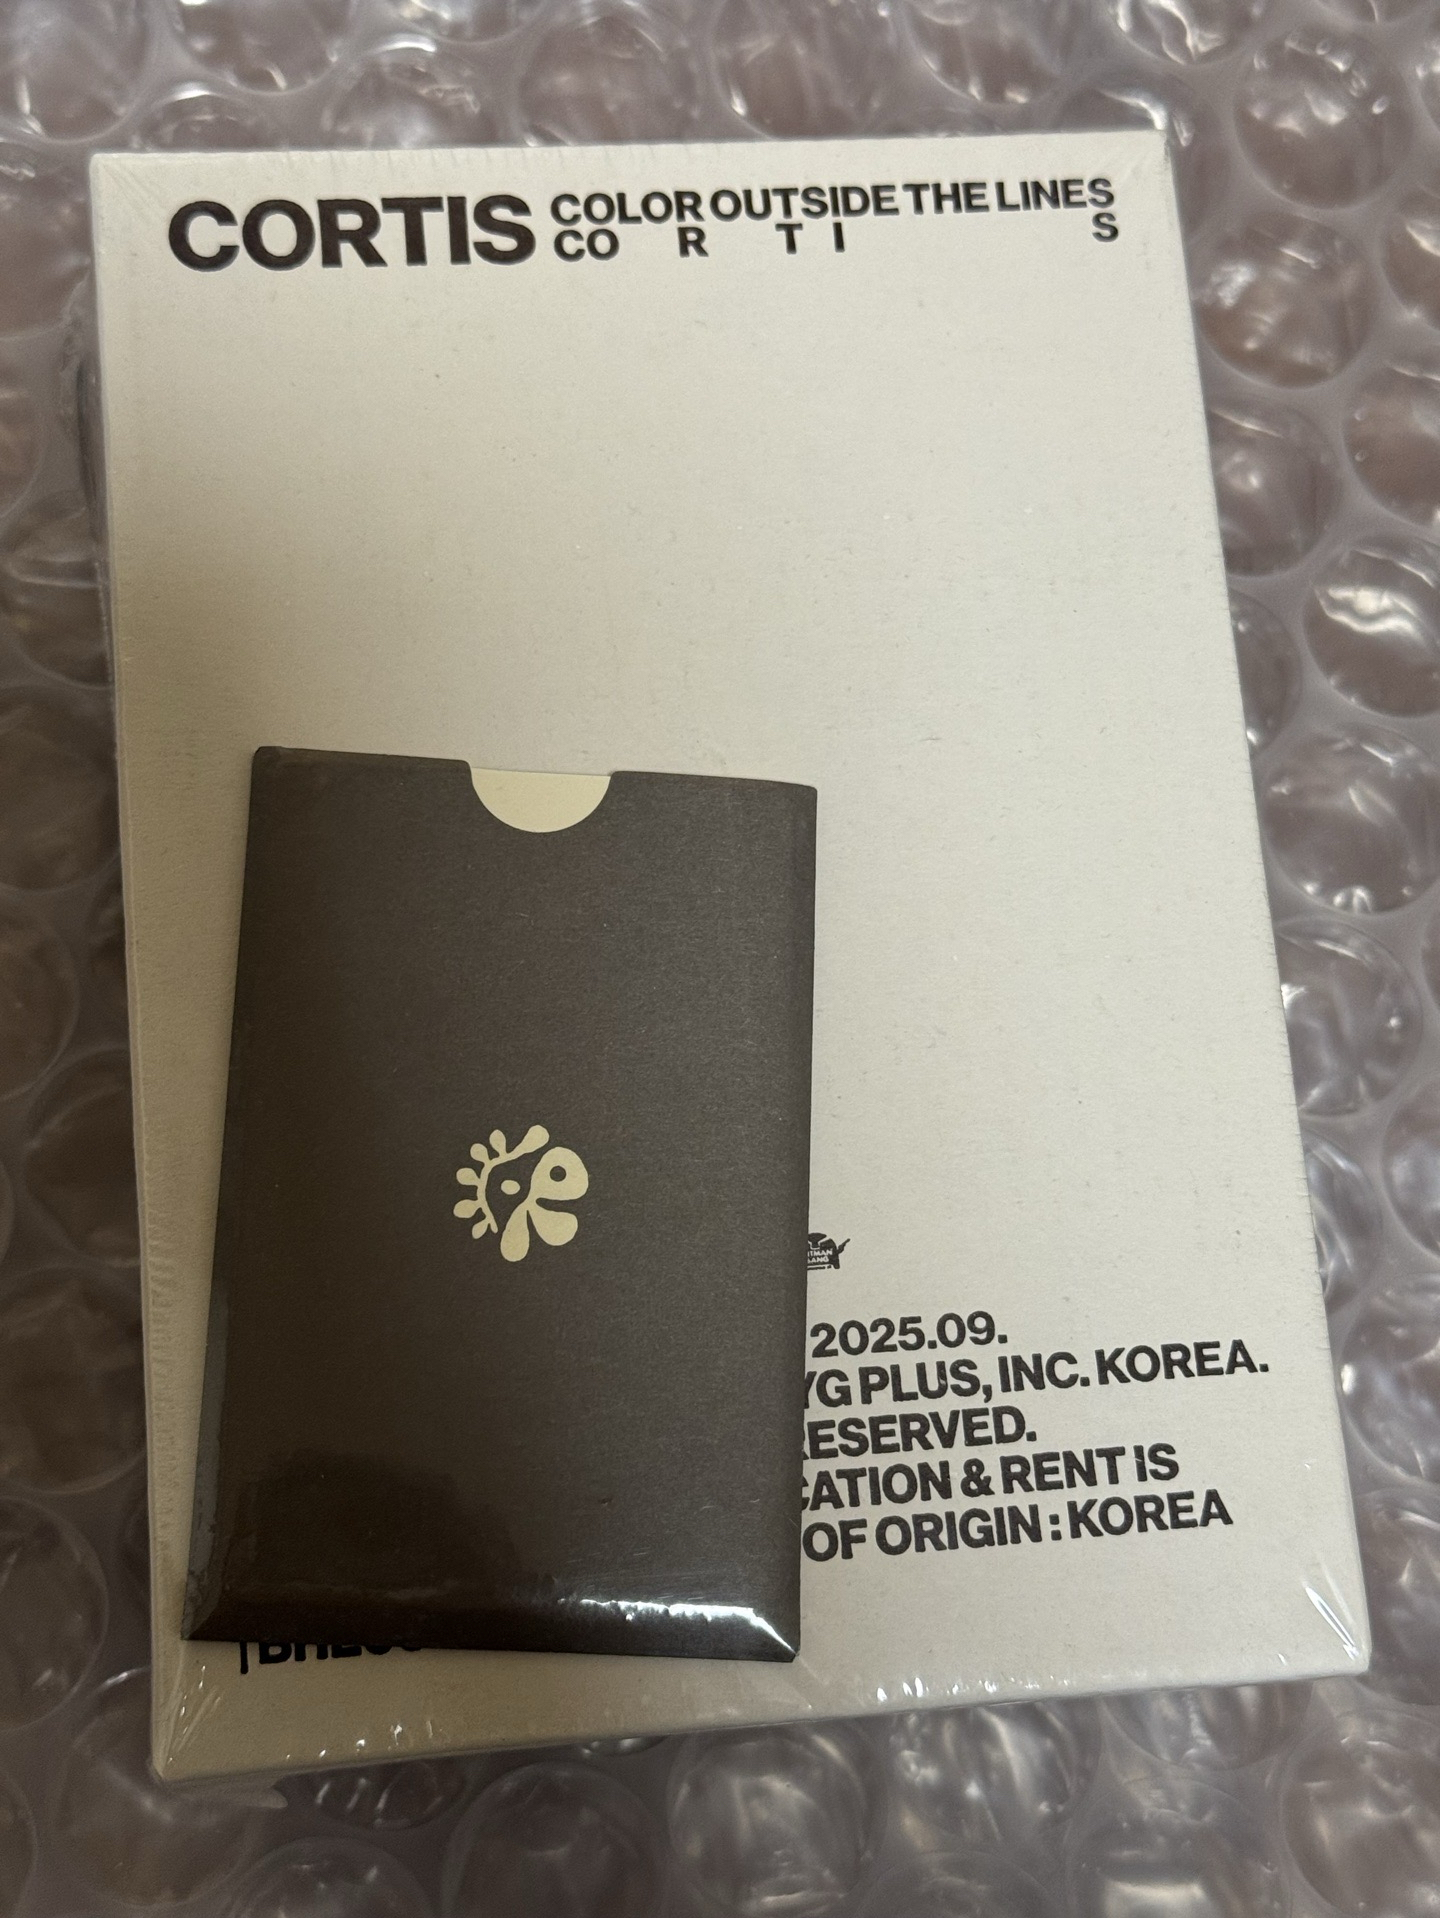 CORTIS COLOR OUTSIDE THE LINES
CO R T I S
2025.09.
YG PLUS, INC. KOREA.
RESERVED.
CATION & RENT IS
OF ORIGIN : KOREA